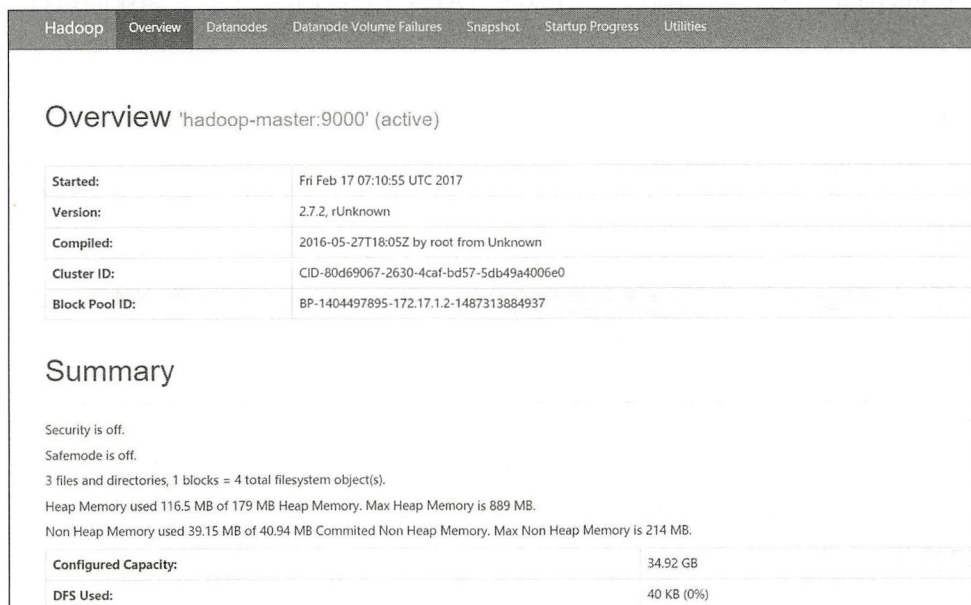 Hadoop Overview Datanodes Datanode Volume Failures Snapshot Startup Progress Utilities
Overview 'hadoop-master:9000' (active)
Started: Fri Feb 17 07:10:55 UTC 2017
Version: 2.7.2, rUnknown
Compiled: 2016-05-27T18:05Z by root from Unknown
Cluster ID: CID-80d69067-2630-4caf-bd57-5db49a4006e0
Block Pool ID: BP-1404497895-172.17.1.2-1487313884937
Summary
Security is off.
Safemode is off.
3 files and directories, 1 blocks = 4 total filesystem object(s).
Heap Memory used 116.5 MB of 179 MB Heap Memory. Max Heap Memory is 889 MB.
Non Heap Memory used 39.15 MB of 40.94 MB Commited Non Heap Memory. Max Non Heap Memory is 214 MB.
Configured Capacity: 34.92 GB
DFS Used: 40 KB (0%)